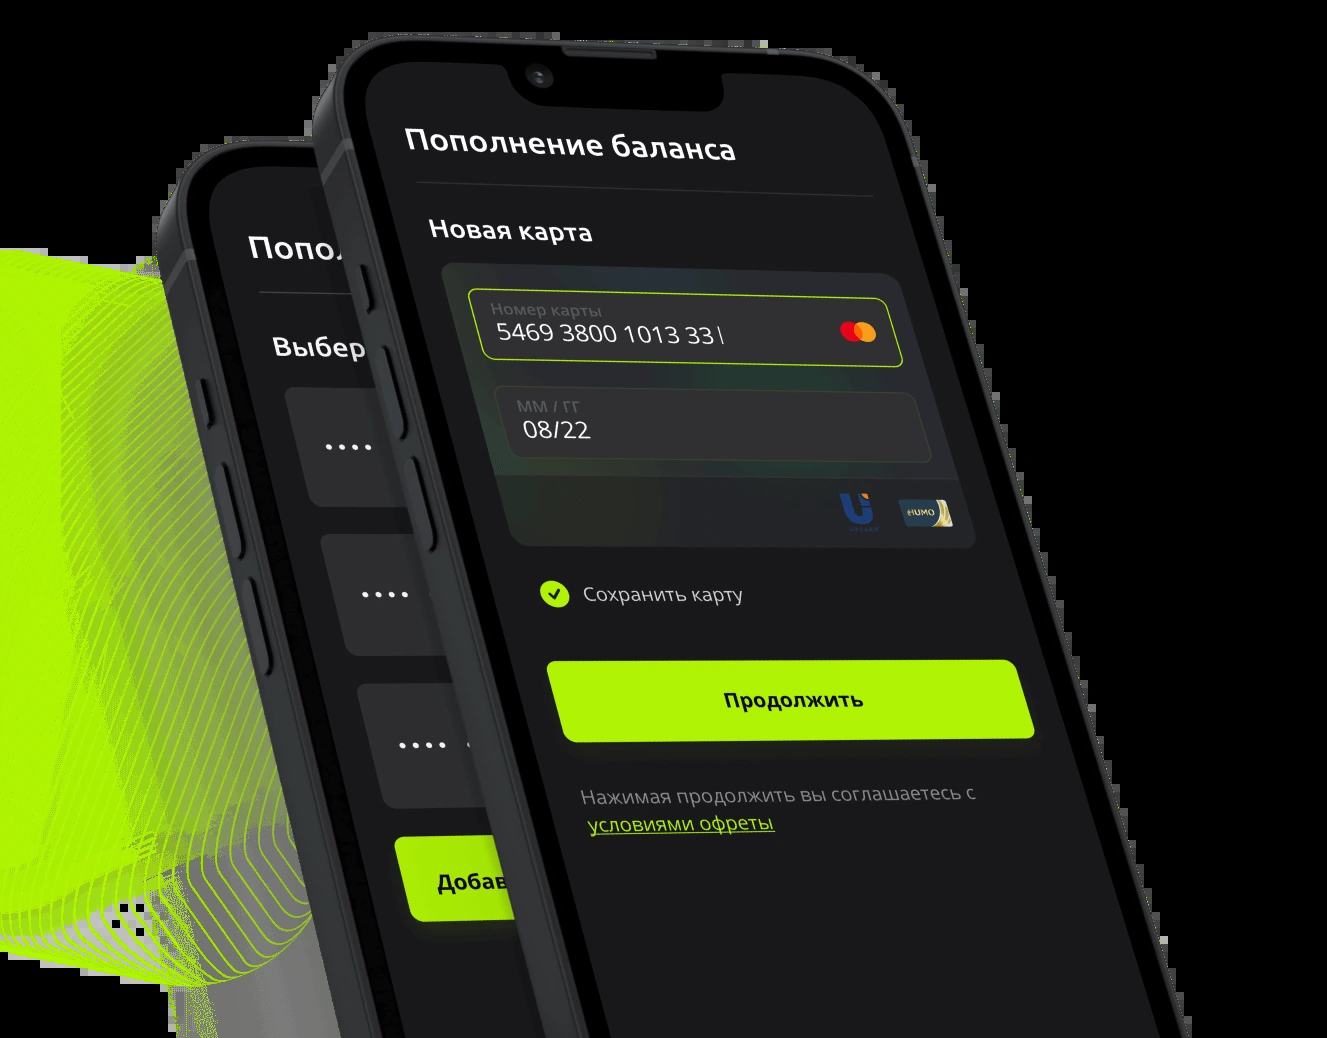 Пополнение баланса
Новая карта
Номер карты
5469 3800 1013 33
ММ / ГГ
08/22
HUMO
Сохранить карту
Продолжить
Нажимая продолжить вы соглашаетесь с
условиями офреты
Попол
Выбер
Добав